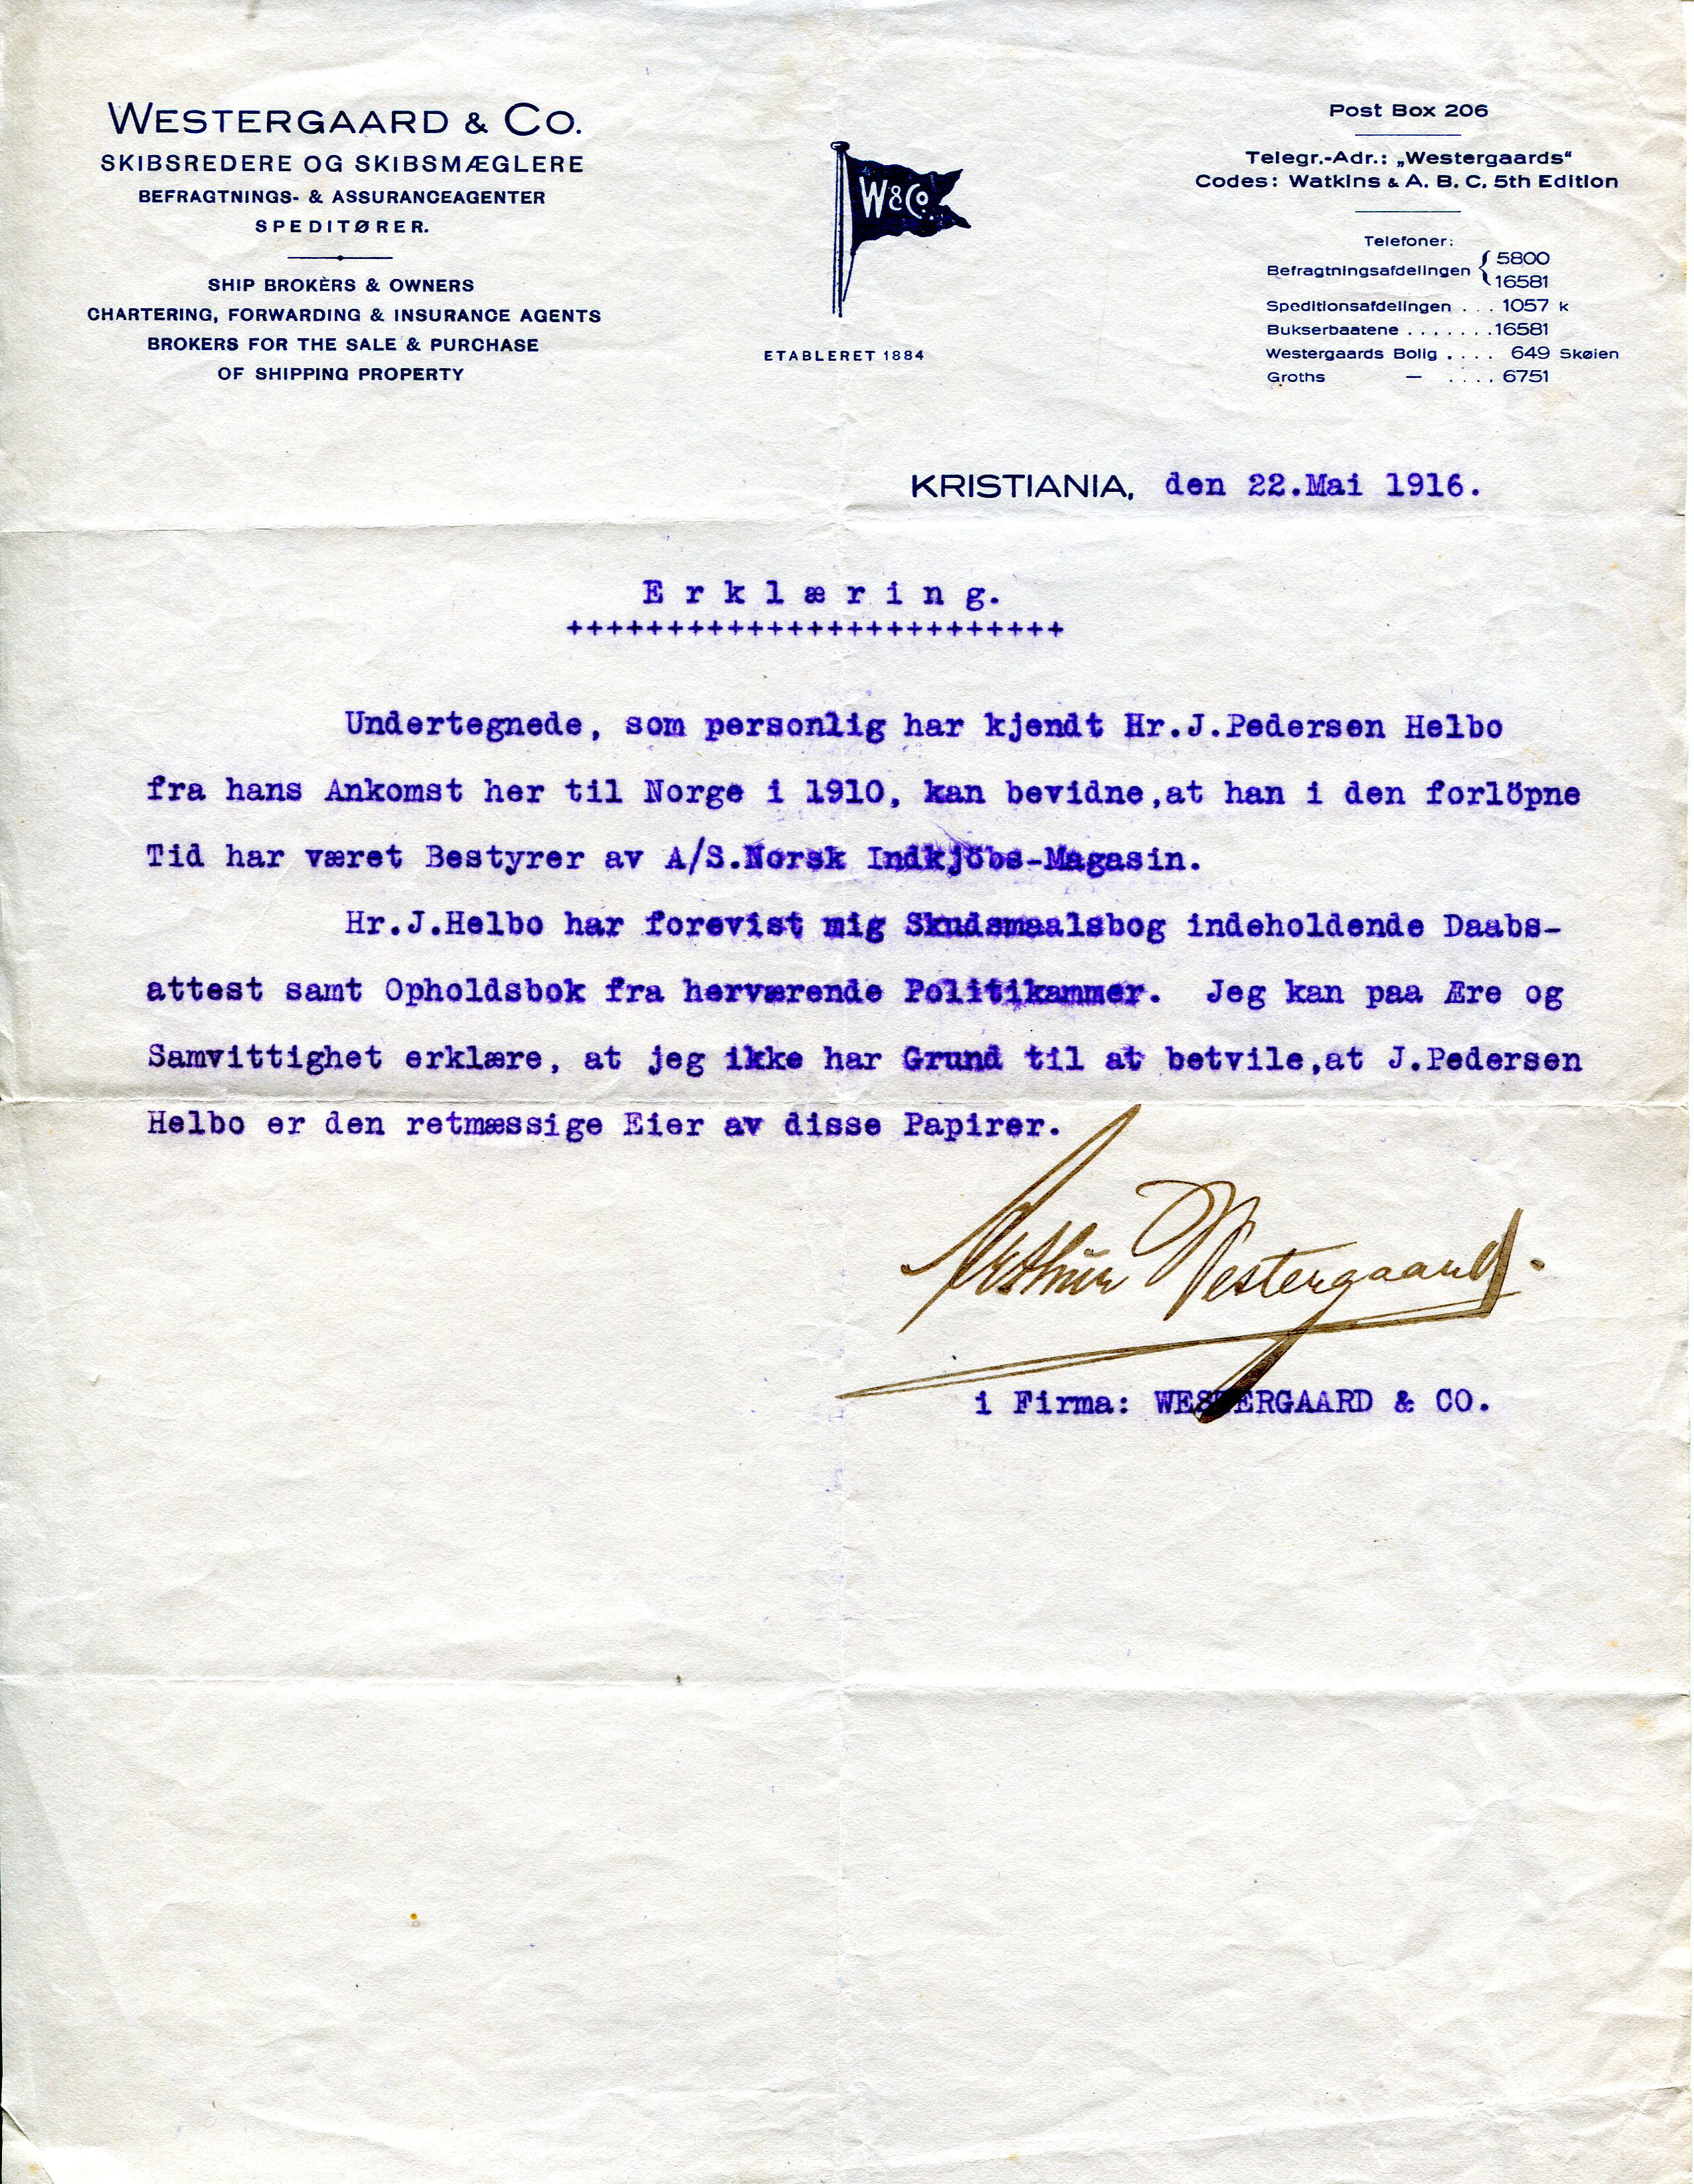 WESTERGAARD & CO.
SKIBSREDERE OG SKIBSMÆGLERE
BEFRAGTNINGS- & ASSURANCEAGENTER
SPEDITØRER.
SHIP BROKERS & OWNERS
CHARTERING, FORWARDING & INSURANCE AGENTS
BROKERS FOR THE SALE & PURCHASE
OF SHIPPING PROPERTY
W&Co.
ETABLERET 1884
Post Box 206
Telegr.-Adr.: „Westergaards“
Codes: Watkins & A. B. C. 5th Edition
Telefoner:
Befragtningsafdelingen { 5800
16581
Speditionsafdelingen . . . 1057 k
Bukserbaatene . . . . . . . 16581
Westergaards Bolig . . . . 649 Skøien
Groths — . . . . 6751
KRISTIANIA, den 22.Mai 1916.
E r k l æ r i n g.
+++++++++++++++++++++++++
Undertegnede, som personlig har kjendt Hr.J.Pedersen Helbo
fra hans Ankomst her til Norge i 1910, kan bevidne,at han i den forlöpne
Tid har været Bestyrer av A/S.Norsk Indkjöbs-Magasin.
Hr.J.Helbo har forevist mig Skudsmaalsbog indeholdende Daabs-
attest samt Opholdsbok fra herværende Politikammer. Jeg kan paa Ære og
Samvittighet erklære, at jeg ikke har Grund til at betvile,at J.Pedersen
Helbo er den retmæssige Eier av disse Papirer.
Arthur Westergaard.
i Firma: WESTERGAARD & CO.